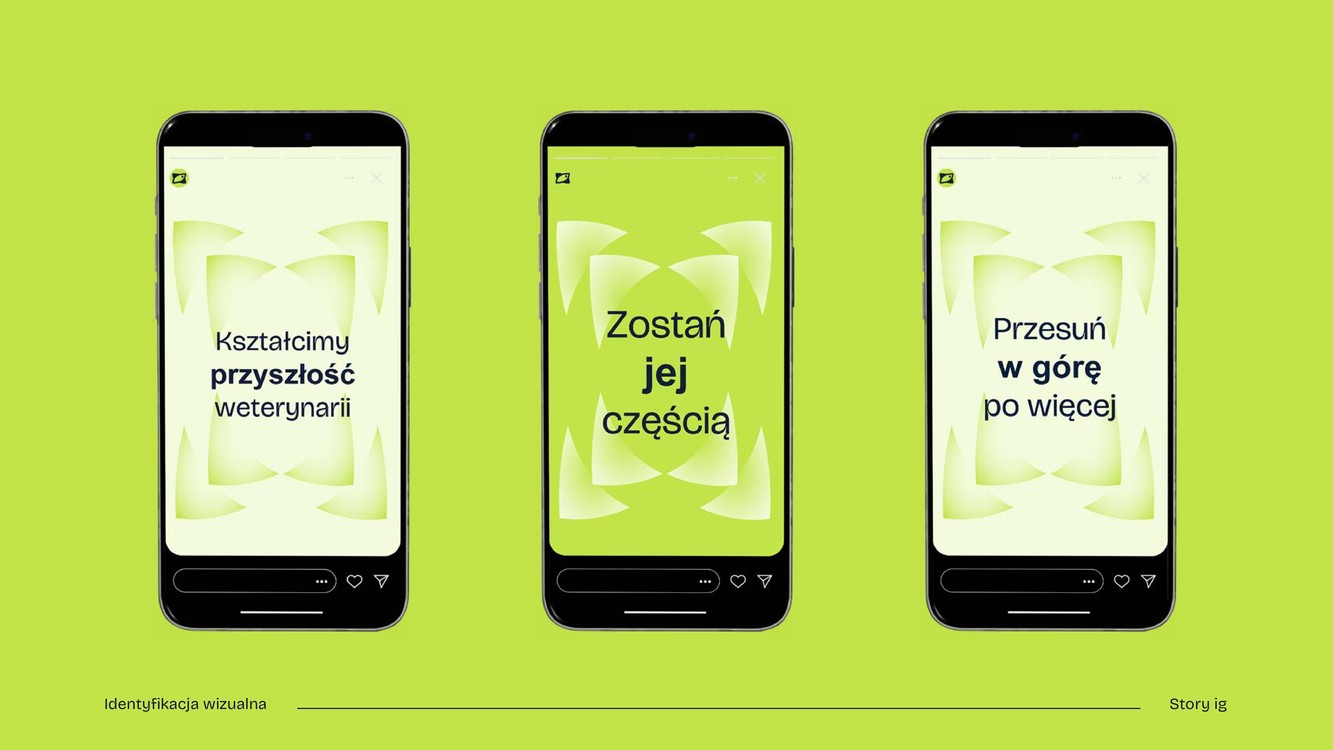 Kształcimy
przyszłość
weterynarii
Zostań
jej
częścią
Przesuń
w górę
po więcej
Identyfikacja wizualna
Story ig